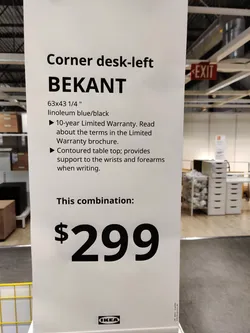 EXIT
Corner desk-left
BEKANT
63x43 1/4 "
linoleum blue/black
▶ 10-year Limited Warranty. Read
about the terms in the Limited
Warranty brochure.
▶ Contoured table top; provides
support to the wrists and forearms
when writing.
This combination:
$299
IKEA